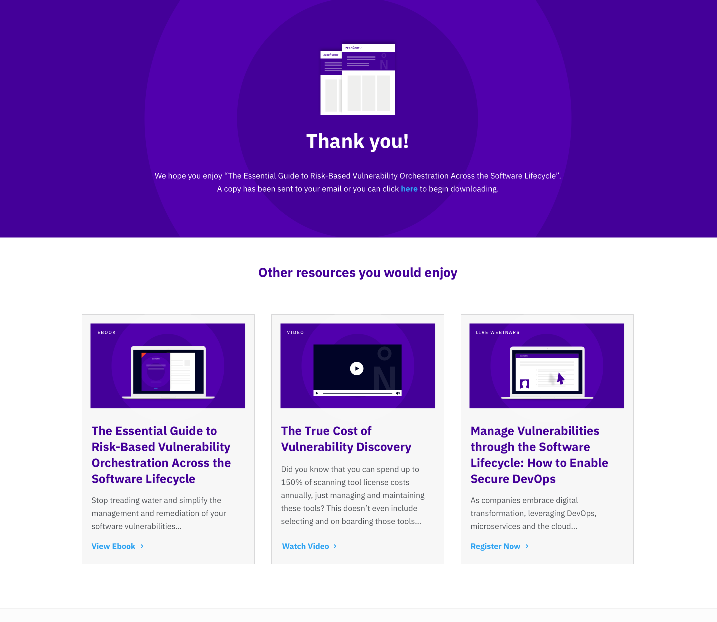 Thank you!
We hope you enjoy “The Essential Guide to Risk-Based Vulnerability Orchestration Across the Software Lifecycle”.
A copy has been sent to your email or you can click here to begin downloading.
Other resources you would enjoy
EBOOK
The Essential Guide to
Risk-Based Vulnerability
Orchestration Across the
Software Lifecycle
Stop treading water and simplify the
management and remediation of your
software vulnerabilities...
View Ebook
VIDEO
The True Cost of
Vulnerability Discovery
Did you know that you can spend up to
150% of scanning tool license costs
annually, just managing and maintaining
these tools? This doesn’t even include
selecting and on boarding those tools...
Watch Video
LIVE WEBINARS
Manage Vulnerabilities
through the Software
Lifecycle: How to Enable
Secure DevOps
As companies embrace digital
transformation, leveraging DevOps,
microservices and the cloud...
Register Now